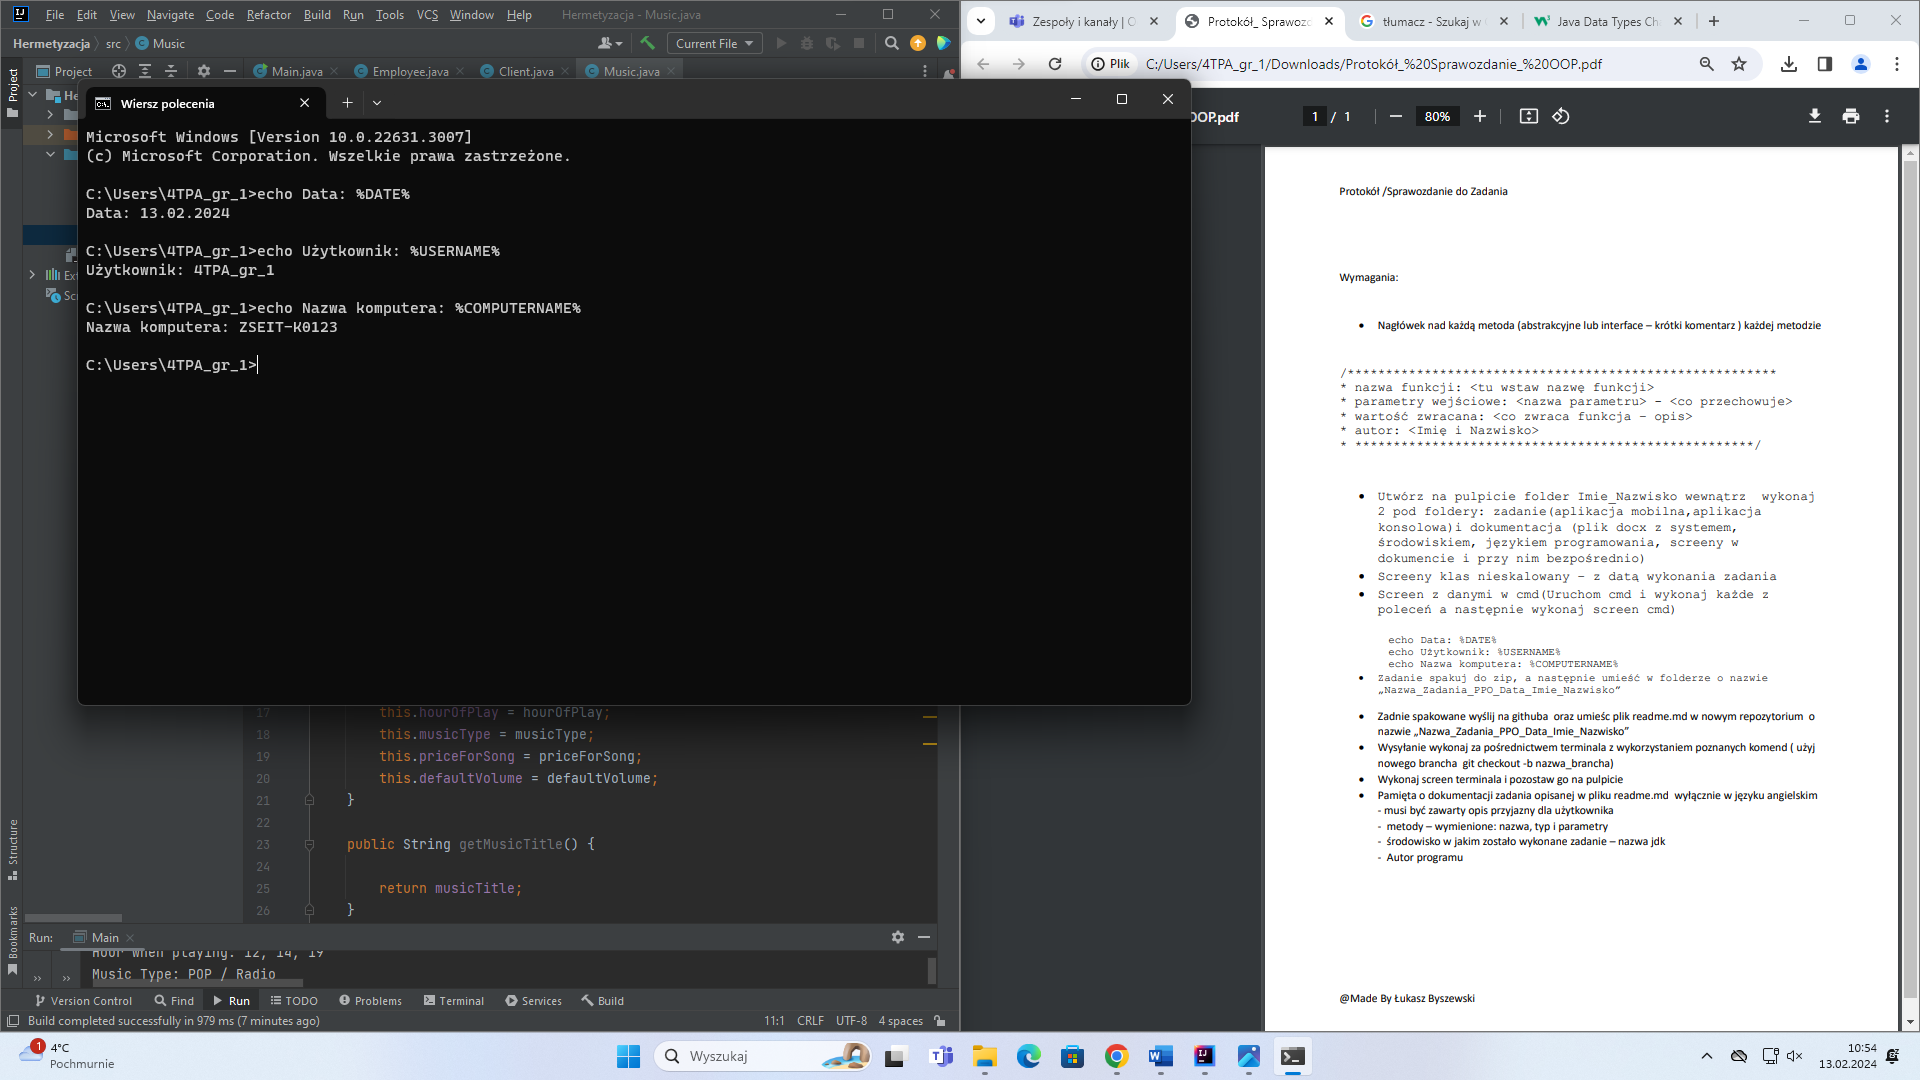 File Edit View Navigate Code Refactor Build Run Tools VCS Window Help Hermetyzacja - Music.java
Hermetyzacja src Music
Current File
Project
Main.java Employee.java Client.java Music.java
Project
He
Ext
Scr
Structure
Bookmarks
Wiersz polecenia
Microsoft Windows [Version 10.0.22631.3007]
(c) Microsoft Corporation. Wszelkie prawa zastrzeżone.
C:\Users\4TPA_gr_1>echo Data: %DATE%
Data: 13.02.2024
C:\Users\4TPA_gr_1>echo Użytkownik: %USERNAME%
Użytkownik: 4TPA_gr_1
C:\Users\4TPA_gr_1>echo Nazwa komputera: %COMPUTERNAME%
Nazwa komputera: ZSEIT-K0123
C:\Users\4TPA_gr_1>
17 this.hourOfPlay = hourOfPlay;
18 this.musicType = musicType;
19 this.priceForSong = priceForSong;
20 this.defaultVolume = defaultVolume;
21 }
22
23 public String getMusicTitle() {
24
25 return musicTitle;
26 }
Run: Main
Hour when playing: 12, 14, 19
Music Type: POP / Radio
Version Control Find Run TODO Problems Terminal Services Build
Build completed successfully in 979 ms (7 minutes ago) 11:1 CRLF UTF-8 4 spaces
Zespoły i kanały | O Protokół_ Sprawozd tłumacz - Szukaj w G Java Data Types Ch
Plik C:/Users/4TPA_gr_1/Downloads/Protokół_%20Sprawozdanie_%20OOP.pdf
OOP.pdf 1 / 1 80%
Protokół /Sprawozdanie do Zadania
Wymagania:
• Nagłówek nad każdą metoda (abstrakcyjne lub interface – krótki komentarz ) każdej metodzie
/********************************************************
* nazwa funkcji: <tu wstaw nazwę funkcji>
* parametry wejściowe: <nazwa parametru> - <co przechowuje>
* wartość zwracana: <co zwraca funkcja - opis>
* autor: <Imię i Nazwisko>
* ****************************************************/
• Utwórz na pulpicie folder Imie_Nazwisko wewnątrz wykonaj
2 pod foldery: zadanie(aplikacja mobilna,aplikacja
konsolowa)i dokumentacja (plik docx z systemem,
środowiskiem, językiem programowania, screeny w
dokumencie i przy nim bezpośrednio)
• Screeny klas nieskalowany – z datą wykonania zadania
• Screen z danymi w cmd(Uruchom cmd i wykonaj każde z
poleceń a następnie wykonaj screen cmd)
echo Data: %DATE%
echo Użytkownik: %USERNAME%
echo Nazwa komputera: %COMPUTERNAME%
• Zadanie spakuj do zip, a następnie umieść w folderze o nazwie
„Nazwa_Zadania_PPO_Data_Imie_Nazwisko”
• Zadnie spakowane wyślij na githuba oraz umieśc plik readme.md w nowym repozytorium o
nazwie „Nazwa_Zadania_PPO_Data_Imie_Nazwisko”
• Wysyłanie wykonaj za pośrednictwem terminala z wykorzystaniem poznanych komend ( użyj
nowego brancha git checkout -b nazwa_brancha)
• Wykonaj screen terminala i pozostaw go na pulpicie
• Pamięta o dokumentacji zadania opisanej w pliku readme.md wyłącznie w języku angielskim
- musi być zawarty opis przyjazny dla użytkownika
- metody – wymienione: nazwa, typ i parametry
- środowisko w jakim zostało wykonane zadanie – nazwa jdk
- Autor programu
@Made By Łukasz Byszewski
1
4°C
Pochmurnie
Wyszukaj
10:54
13.02.2024